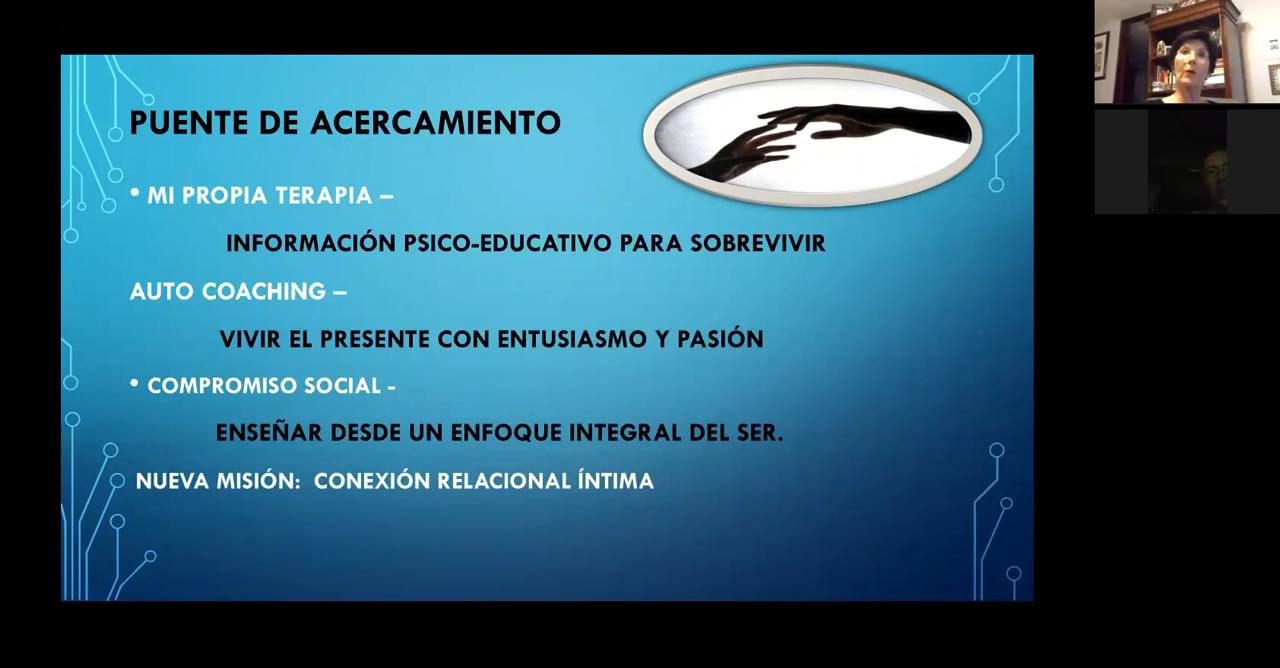 PUENTE DE ACERCAMIENTO
• MI PROPIA TERAPIA –
INFORMACIÓN PSICO-EDUCATIVO PARA SOBREVIVIR
AUTO COACHING –
VIVIR EL PRESENTE CON ENTUSIASMO Y PASIÓN
• COMPROMISO SOCIAL -
ENSEÑAR DESDE UN ENFOQUE INTEGRAL DEL SER.
NUEVA MISIÓN:  CONEXIÓN RELACIONAL ÍNTIMA